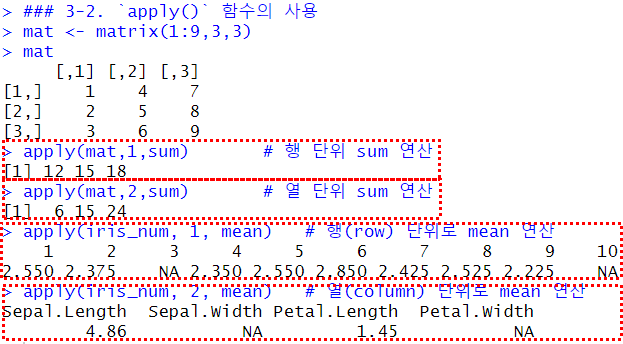 > ### 3-2. `apply()` 함수의 사용
> mat <- matrix(1:9,3,3)
> mat
     [,1] [,2] [,3]
[1,]    1    4    7
[2,]    2    5    8
[3,]    3    6    9
> apply(mat,1,sum)       # 행 단위 sum 연산
[1] 12 15 18
> apply(mat,2,sum)       # 열 단위 sum 연산
[1]  6 15 24
> apply(iris_num, 1, mean)   # 행(row) 단위로 mean 연산
    1     2     3     4     5     6     7     8     9    10
2.550 2.375    NA 2.350 2.550 2.850 2.425 2.525 2.225    NA
> apply(iris_num, 2, mean)   # 열(column) 단위로 mean 연산
Sepal.Length  Sepal.Width Petal.Length  Petal.Width
        4.86           NA         1.45           NA